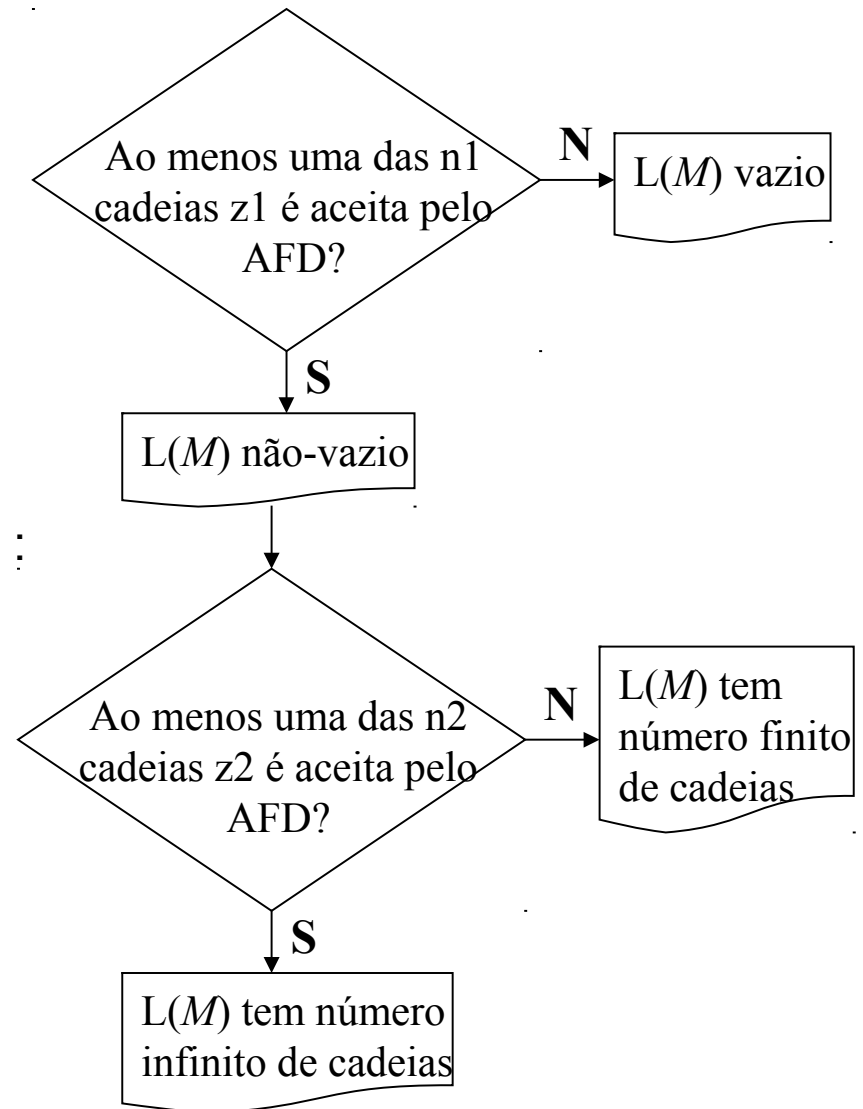 Ao menos uma das n1
cadeias z1 é aceita pelo
AFD?
N
L(M) vazio
S
L(M) não-vazio
:
Ao menos uma das n2
cadeias z2 é aceita pelo
AFD?
N
L(M) tem
número finito
de cadeias
S
L(M) tem número
infinito de cadeias